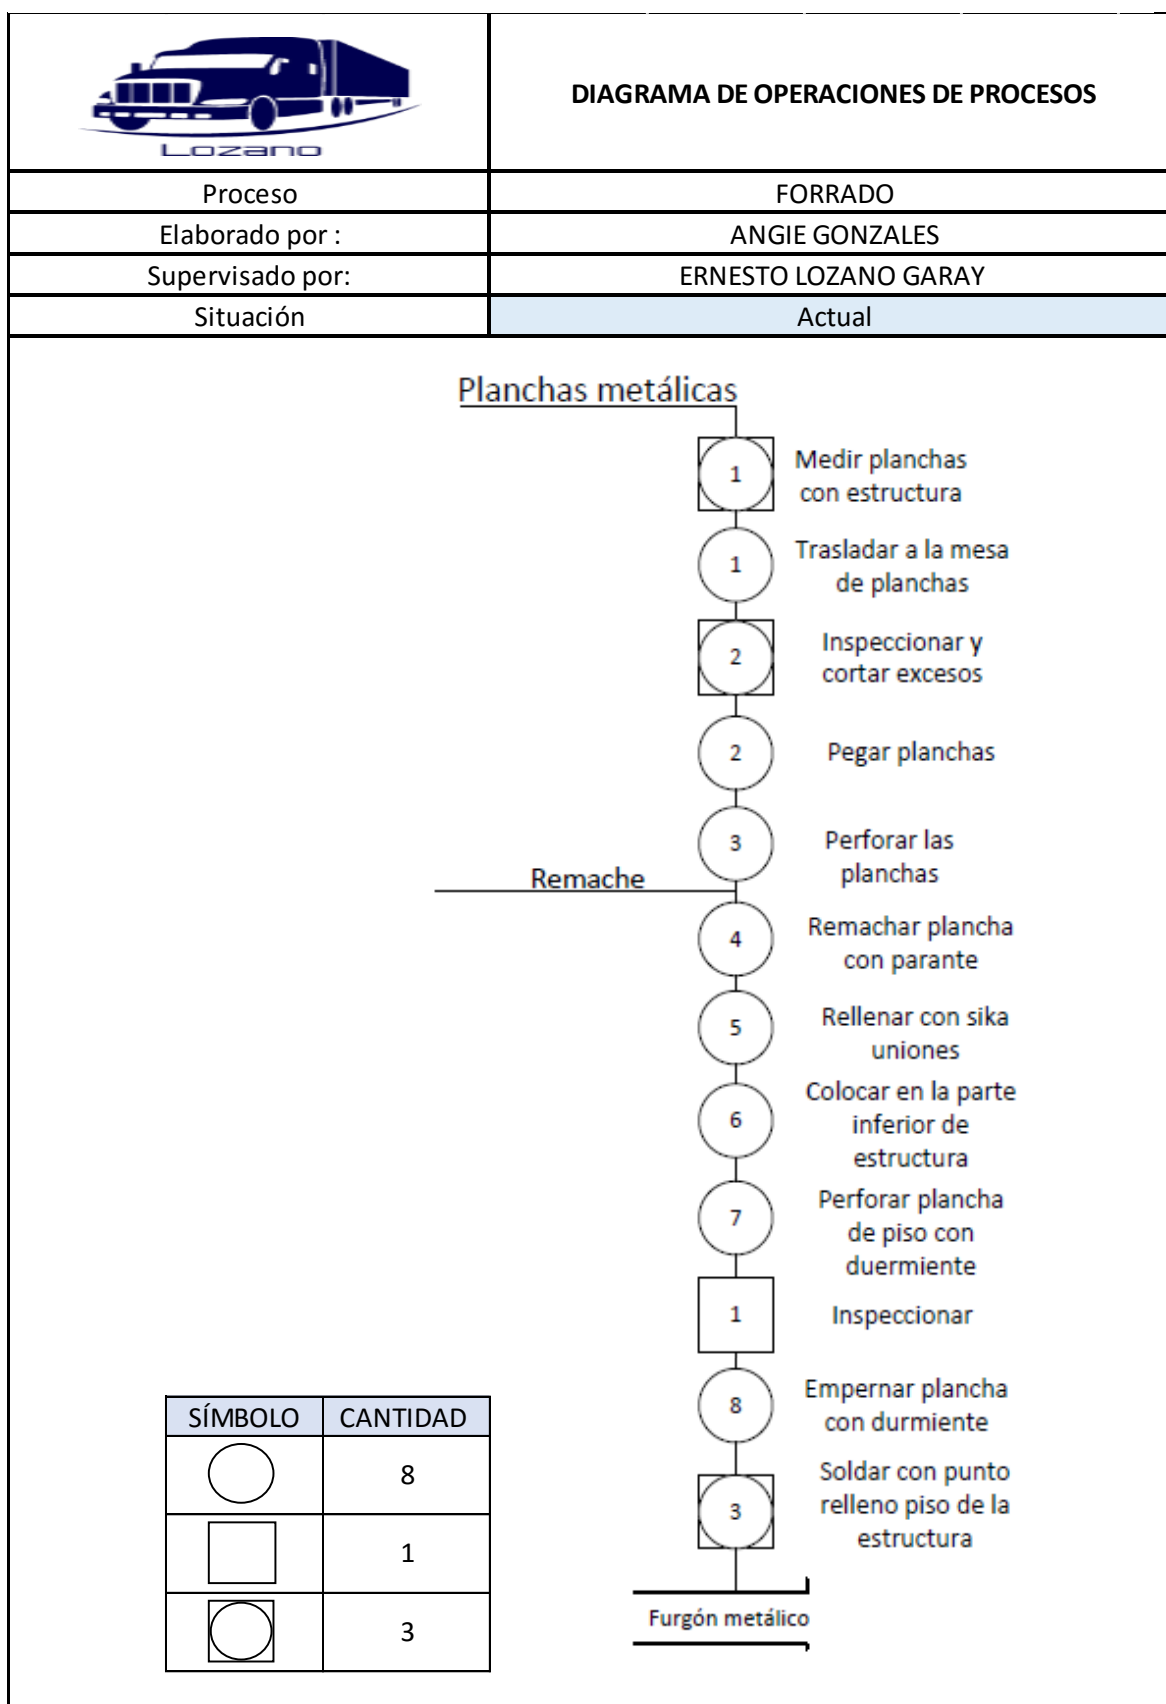 Lozano
DIAGRAMA DE OPERACIONES DE PROCESOS
Proceso
FORRADO
Elaborado por :
ANGIE GONZALES
Supervisado por:
ERNESTO LOZANO GARAY
Situación
Actual
Planchas metálicas
1
Medir planchas
con estructura
1
Trasladar a la mesa
de planchas
2
Inspeccionar y
cortar excesos
2
Pegar planchas
3
Perforar las
planchas
Remache
4
Remachar plancha
con parante
5
Rellenar con sika
uniones
6
Colocar en la parte
inferior de
estructura
7
Perforar plancha
de piso con
duermiente
1
Inspeccionar
8
Empernar plancha
con durmiente
3
Soldar con punto
relleno piso de la
estructura
Furgón metálico
SÍMBOLO
CANTIDAD
8
1
3